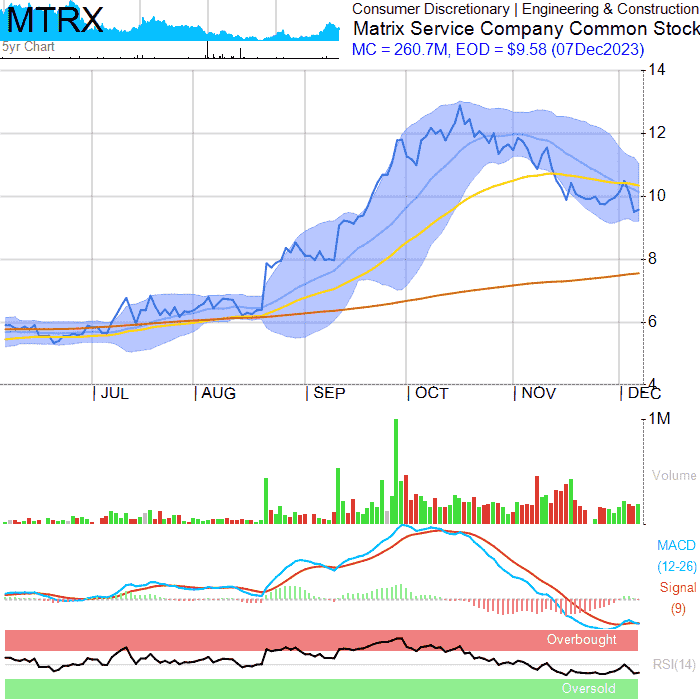 MTRX
5yr Chart
Consumer Discretionary | Engineering & Construction
Matrix Service Company Common Stock
MC = 260.7M, EOD = $9.58 (07Dec2023)
14
12
10
8
6
4
JUL AUG SEP OCT NOV DEC
1M
Volume
MACD
(12-26)
Signal
(9)
Overbought
RSI(14)
Oversold